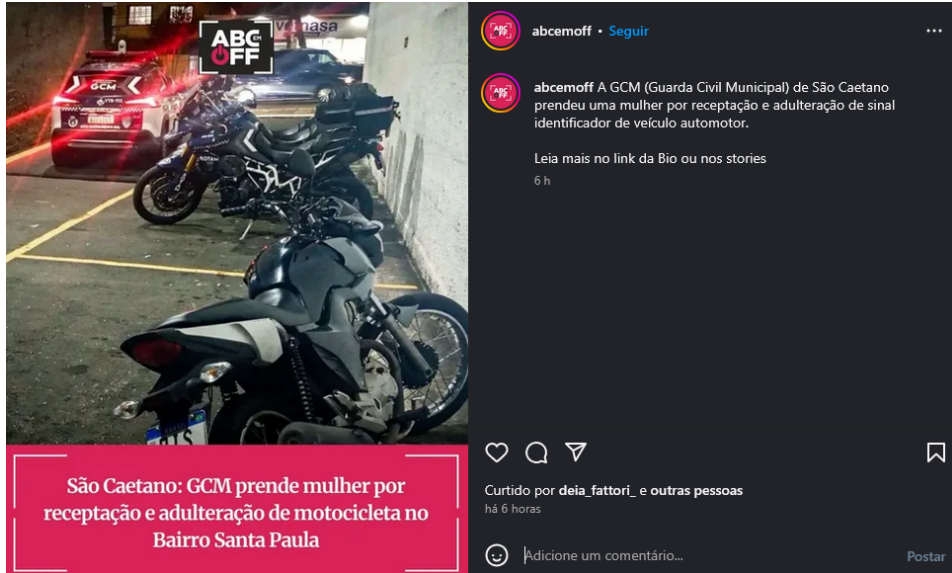 ABC EM
OFF
GCM
ROTAM
São Caetano: GCM prende mulher por
receptação e adulteração de motocicleta no
Bairro Santa Paula
abcemoff • Seguir
abcemoff A GCM (Guarda Civil Municipal) de São Caetano
prendeu uma mulher por receptação e adulteração de sinal
identificador de veículo automotor.
Leia mais no link da Bio ou nos stories
6 h
Curtido por deia_fattori_ e outras pessoas
há 6 horas
Adicione um comentário...
Postar